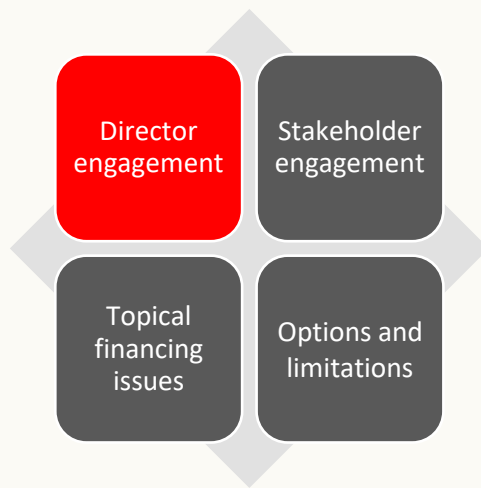 Director
engagement
Stakeholder
engagement
Topical
financing
issues
Options and
limitations